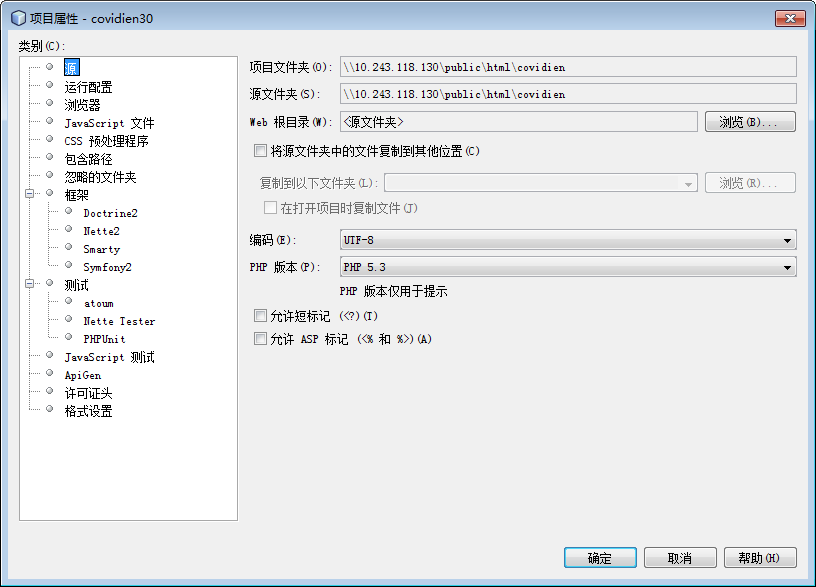 项目属性 - covidien30
类别(C):
源
运行配置
浏览器
JavaScript 文件
CSS 预处理程序
包含路径
忽略的文件夹
框架
Doctrine2
Nette2
Smarty
Symfony2
测试
atoum
Nette Tester
PHPUnit
JavaScript 测试
ApiGen
许可证头
格式设置
项目文件夹(O): \\10.243.118.130\public\html\covidien
源文件夹(S): \\10.243.118.130\public\html\covidien
Web 根目录(W): <源文件夹> 浏览(B)...
将源文件夹中的文件复制到其他位置(C)
复制到以下文件夹(L): 浏览(R)...
在打开项目时复制文件(J)
编码(E): UTF-8
PHP 版本(P): PHP 5.3
PHP 版本仅用于提示
允许短标记 (<?)(T)
允许 ASP 标记 (<% 和 %>)(A)
确定 取消 帮助(H)